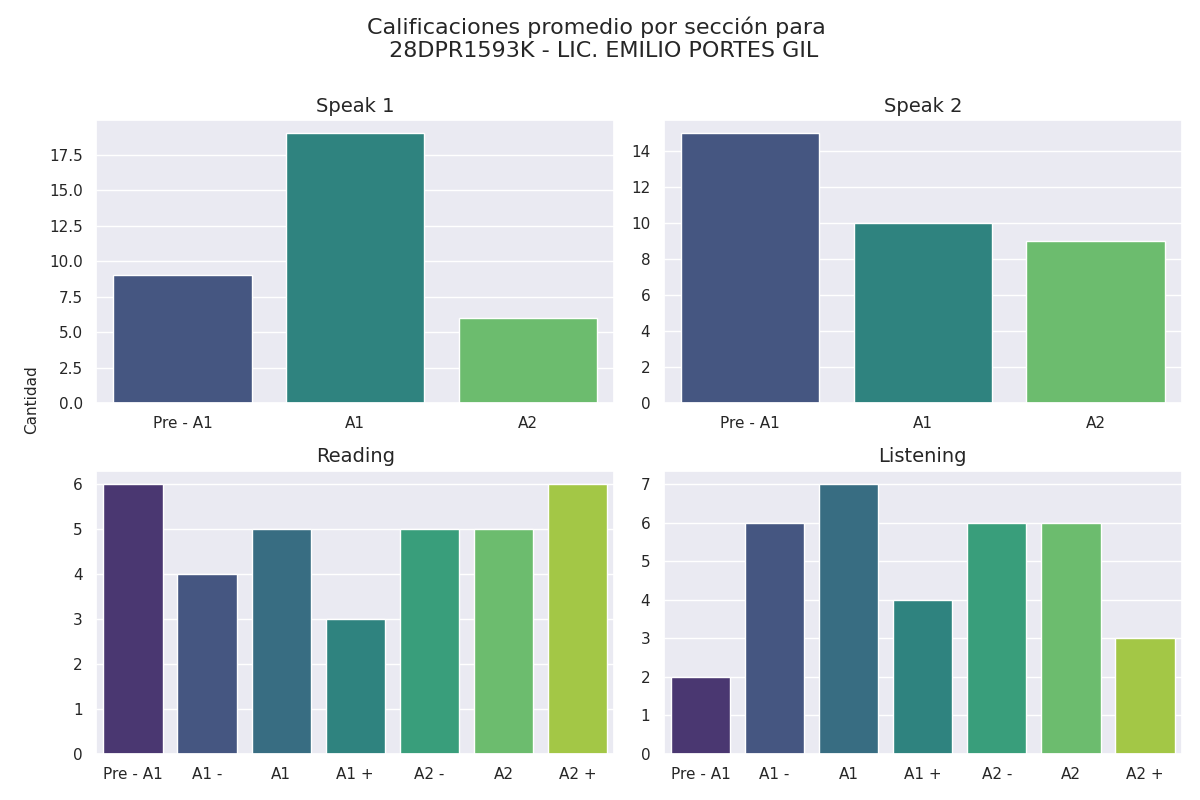 Calificaciones promedio por sección para
28DPR1593K - LIC. EMILIO PORTES GIL
Speak 1
17.5
15.0
12.5
10.0
7.5
5.0
2.5
0.0
Pre - A1 A1 A2
Speak 2
14
12
10
8
6
4
2
0
Pre - A1 A1 A2
Cantidad
Reading
6
5
4
3
2
1
0
Pre - A1 A1 - A1 A1 + A2 - A2 A2 +
Listening
7
6
5
4
3
2
1
0
Pre - A1 A1 - A1 A1 + A2 - A2 A2 +